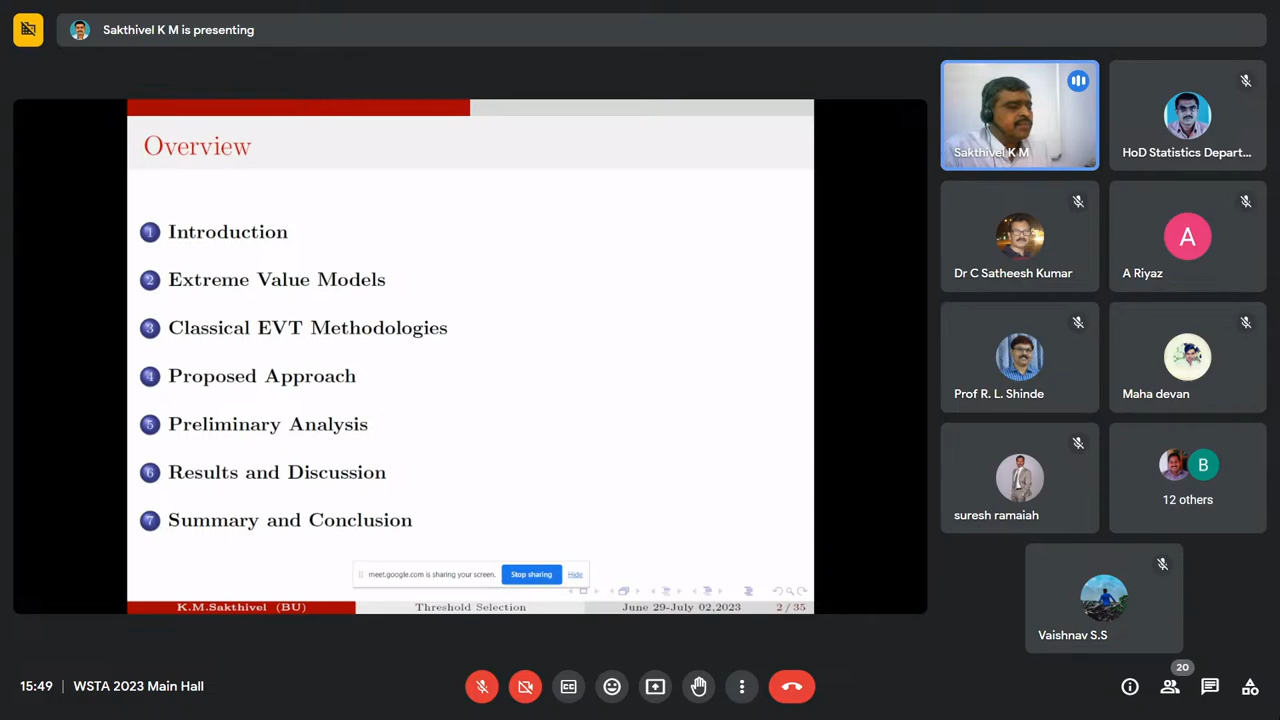 Sakthivel K M is presenting
Overview
1 Introduction
2 Extreme Value Models
3 Classical EVT Methodologies
4 Proposed Approach
5 Preliminary Analysis
6 Results and Discussion
7 Summary and Conclusion
meet.google.com is sharing your screen. Stop sharing Hide
K.M.Sakthivel (BU) Threshold Selection June 29-July 02,2023 2 / 35
Sakthivel K M
HoD Statistics Depart...
Dr C Satheesh Kumar
A
A Riyaz
Prof R. L. Shinde
Maha devan
suresh ramaiah
B
12 others
Vaishnav S.S
15:49 | WSTA 2023 Main Hall
CC
20